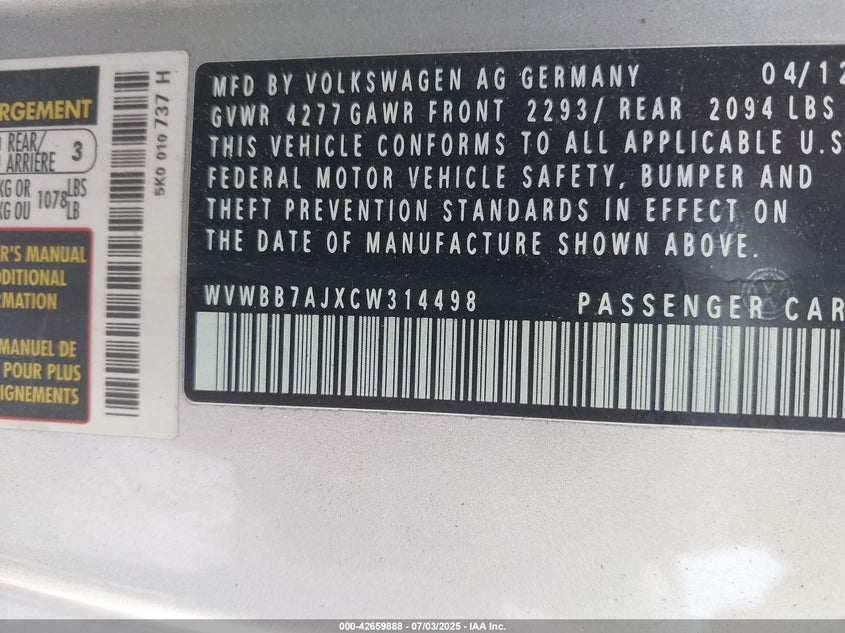 RGEMENT
REAR/
ARRIÈRE
3
KG OR
KG OU
1078
LBS
LB
R'S MANUAL
DDITIONAL
RMATION
MANUEL DE
POUR PLUS
EIGNEMENTS
5K0 010 737 H
MFD BY VOLKSWAGEN AG GERMANY 04/12
GVWR 4277 GAWR FRONT 2293/ REAR 2094 LBS
THIS VEHICLE CONFORMS TO ALL APPLICABLE U.S
FEDERAL MOTOR VEHICLE SAFETY, BUMPER AND
THEFT PREVENTION STANDARDS IN EFFECT ON
THE DATE OF MANUFACTURE SHOWN ABOVE.
WVWBB7AJXCW314498 PASSENGER CAR
000-42659888 - 07/03/2025 - IAA Inc.